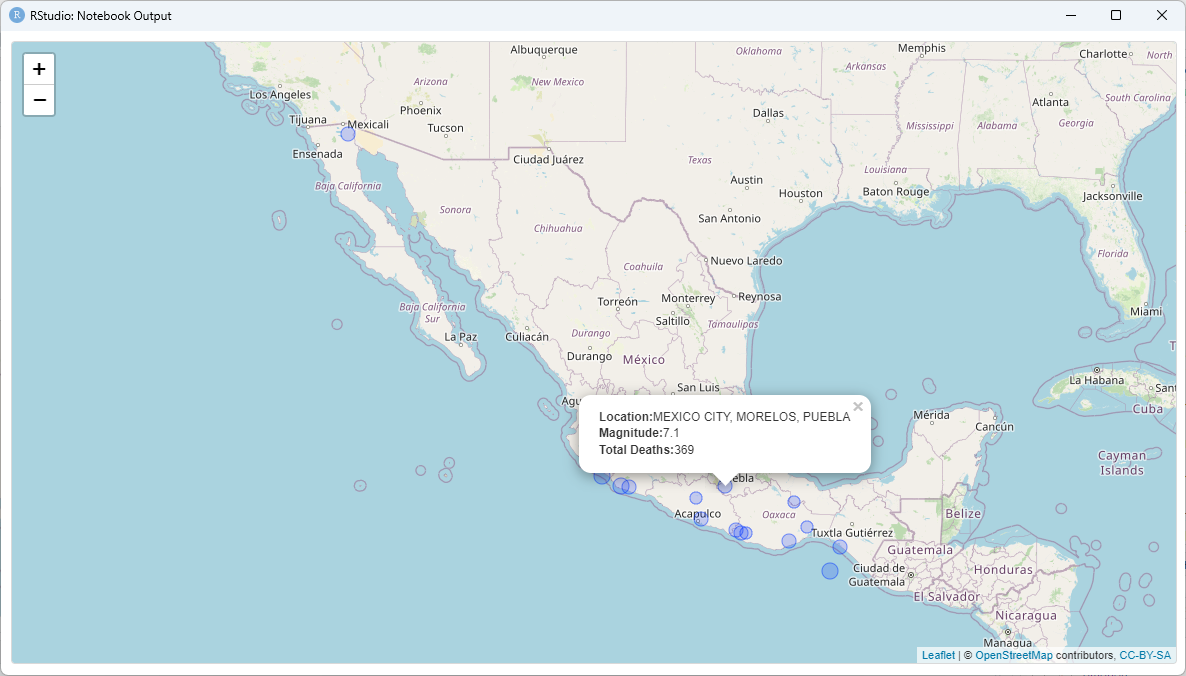 RStudio: Notebook Output
+
−
Albuquerque
Oklahoma
Memphis
Charlotte
North
Arizona
New Mexico
Arkansas
Los Angeles
Phoenix
Atlanta
South Carolina
Tijuana
Mexicali
Tucson
Dallas
Mississippi
Alabama
Georgia
Ensenada
Ciudad Juárez
Texas
Louisiana
Baja California
Austin
Houston
Baton Rouge
Jacksonville
Sonora
San Antonio
Chihuahua
Florida
Coahuila
Nuevo Laredo
Baja California
Sur
Torreón
Monterrey
Reynosa
Miami
Saltillo
Tamaulipas
La Paz
Culiacán
Durango
Durango
México
La Habana
San Luis
Cuba
Mérida
Cancún
Location:MEXICO CITY, MORELOS, PUEBLA
×
Magnitude:7.1
Total Deaths:369
Cayman
Islands
Acapulco
Oaxaca
Tuxtla Gutiérrez
Belize
Guatemala
Ciudad de
Guatemala
Honduras
El Salvador
Nicaragua
Managua
Leaflet | © OpenStreetMap contributors, CC-BY-SA